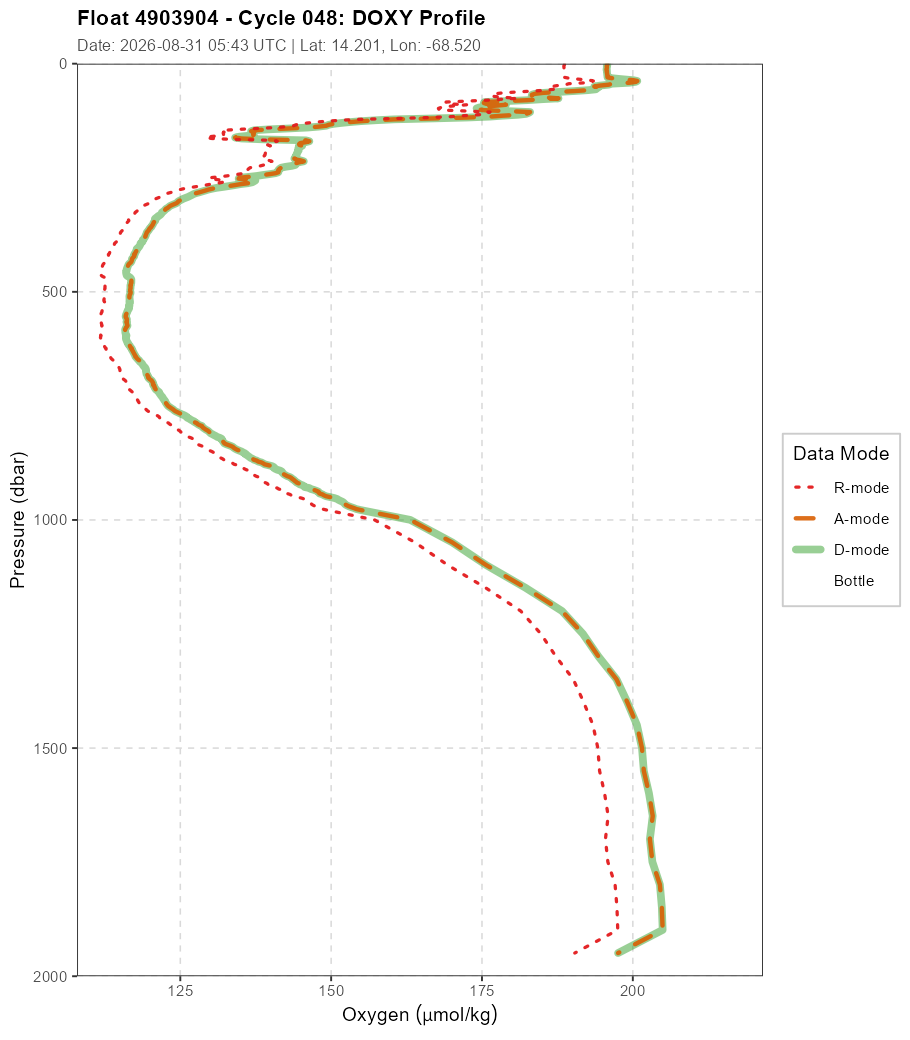 Float 4903904 - Cycle 048: DOXY Profile
Date: 2026-08-31 05:43 UTC | Lat: 14.201, Lon: -68.520
0
500
1000
1500
2000
Pressure (dbar)
125 150 175 200
Oxygen (µmol/kg)
Data Mode
R-mode
A-mode
D-mode
Bottle